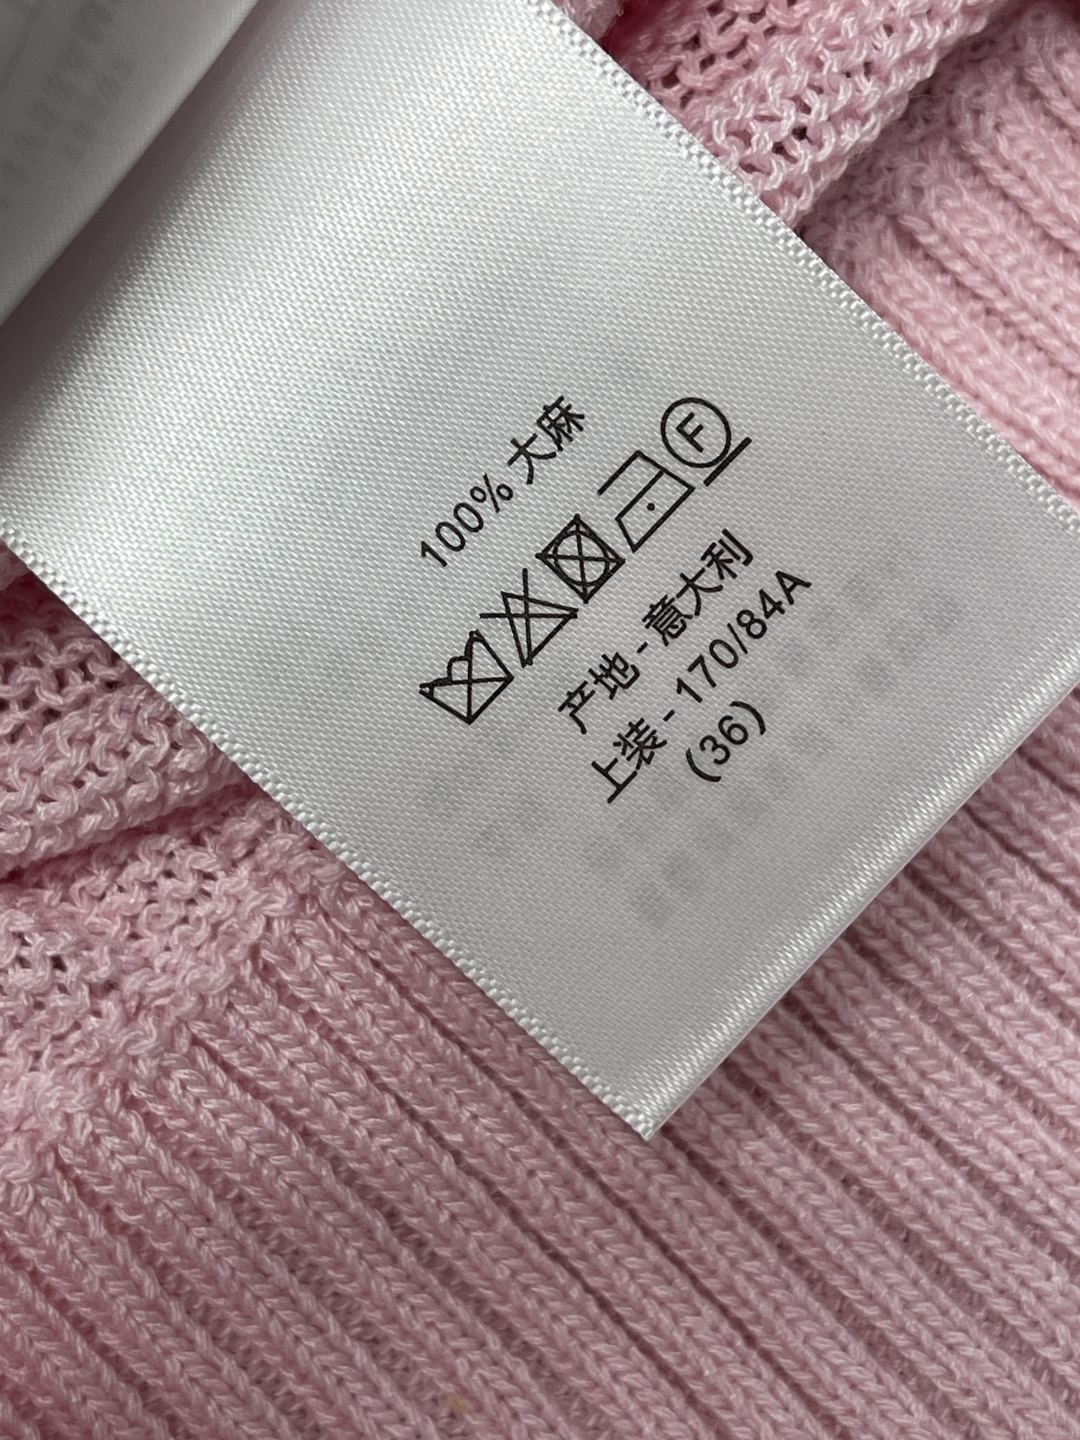 100% 大麻
F
产地 - 意大利
上装 - 170/84A
(36)